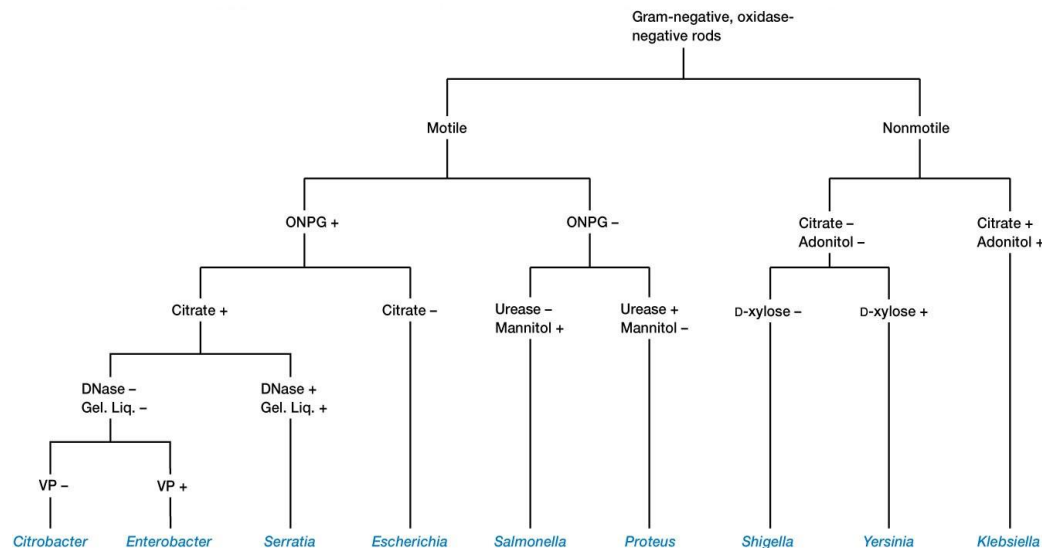 Gram-negative, oxidase-
negative rods
Motile
Nonmotile
ONPG +
ONPG –
Citrate –
Adonitol –
Citrate +
Adonitol +
Citrate +
Citrate –
Urease –
Mannitol +
Urease +
Mannitol –
D-xylose –
D-xylose +
DNase –
Gel. Liq. –
DNase +
Gel. Liq. +
VP –
VP +
Citrobacter
Enterobacter
Serratia
Escherichia
Salmonella
Proteus
Shigella
Yersinia
Klebsiella